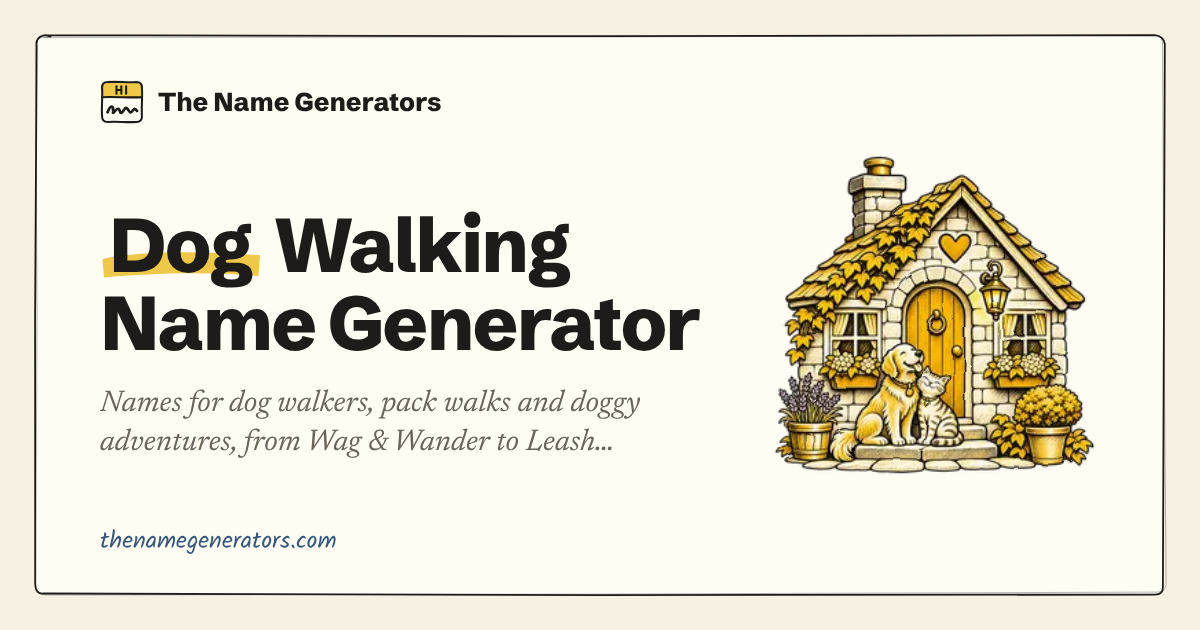 HI
The Name Generators
Dog Walking
Name Generator
Names for dog walkers, pack walks and doggy
adventures, from Wag & Wander to Leash...
thenamegenerators.com